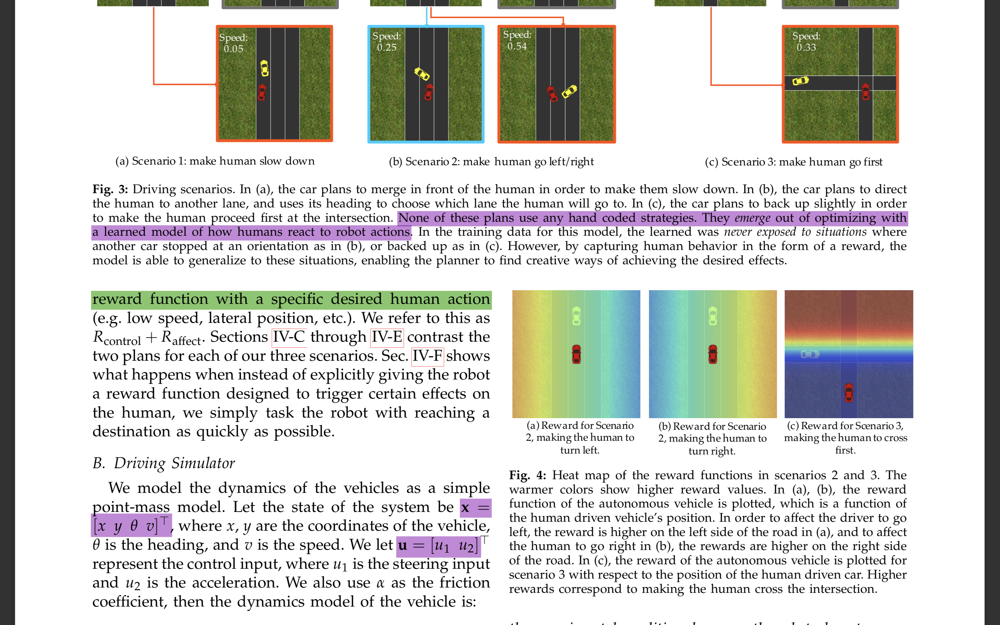 Speed:
0.05
Speed:
0.25
Speed:
0.54
Speed:
0.33
(a) Scenario 1: make human slow down
(b) Scenario 2: make human go left/right
(c) Scenario 3: make human go first
Fig. 3: Driving scenarios. In (a), the car plans to merge in front of the human in order to make them slow down. In (b), the car plans to direct
the human to another lane, and uses its heading to choose which lane the human will go to. In (c), the car plans to back up slightly in order
to make the human proceed first at the intersection. None of these plans use any hand coded strategies. They emerge out of optimizing with
a learned model of how humans react to robot actions. In the training data for this model, the learned was never exposed to situations where
another car stopped at an orientation as in (b), or backed up as in (c). However, by capturing human behavior in the form of a reward, the
model is able to generalize to these situations, enabling the planner to find creative ways of achieving the desired effects.
reward function with a specific desired human action
(e.g. low speed, lateral position, etc.). We refer to this as
R_control + R_affect. Sections IV-C through IV-E contrast the
two plans for each of our three scenarios. Sec. IV-F shows
what happens when instead of explicitly giving the robot
a reward function designed to trigger certain effects on
the human, we simply task the robot with reaching a
destination as quickly as possible.
B. Driving Simulator
We model the dynamics of the vehicles as a simple
point-mass model. Let the state of the system be x =
[x y θ v]⊤, where x, y are the coordinates of the vehicle,
θ is the heading, and v is the speed. We let u = [u₁ u₂]⊤
represent the control input, where u₁ is the steering input
and u₂ is the acceleration. We also use α as the friction
coefficient, then the dynamics model of the vehicle is:
(a) Reward for Scenario
2, making the human to
turn left.
(b) Reward for Scenario
2, making the human to
turn right.
(c) Reward for Scenario 3,
making the human to cross
first.
Fig. 4: Heat map of the reward functions in scenarios 2 and 3. The
warmer colors show higher reward values. In (a), (b), the reward
function of the autonomous vehicle is plotted, which is a function of
the human driven vehicle's position. In order to affect the driver to go
left, the reward is higher on the left side of the road in (a), and to affect
the human to go right in (b), the rewards are higher on the right side
of the road. In (c), the reward of the autonomous vehicle is plotted for
scenario 3 with respect to the position of the human driven car. Higher
rewards correspond to making the human cross the intersection.